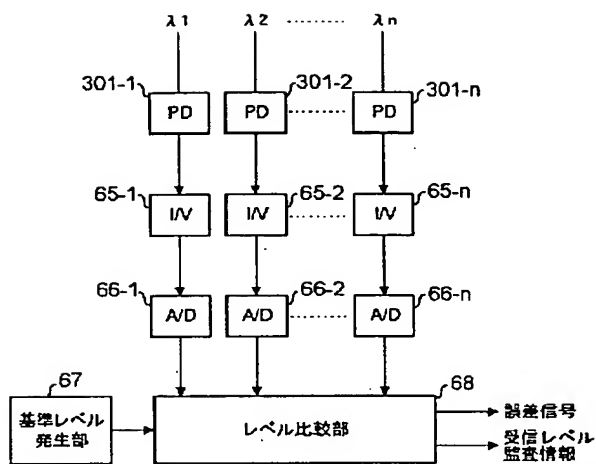 λ1 λ2 ········ λn
301-1 301-2 301-n
PD PD PD
65-1 65-2 65-n
I/V I/V I/V
66-1 66-2 66-n
A/D A/D A/D
67 68
基準レベル
発生部
レベル比較部
誤差信号
受信レベル
監査情報